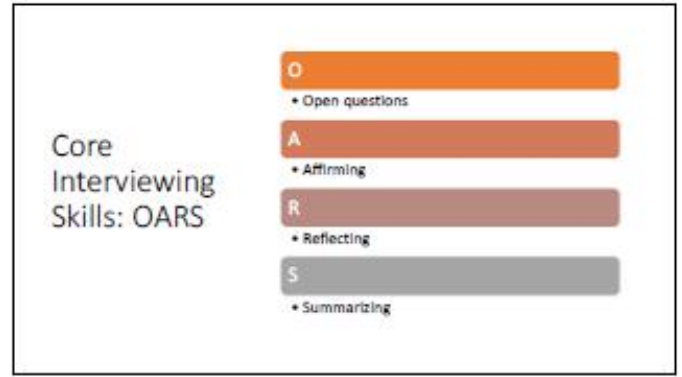 Core
Interviewing
Skills: OARS
O
• Open questions
A
• Affirming
R
• Reflecting
S
• Summarizing